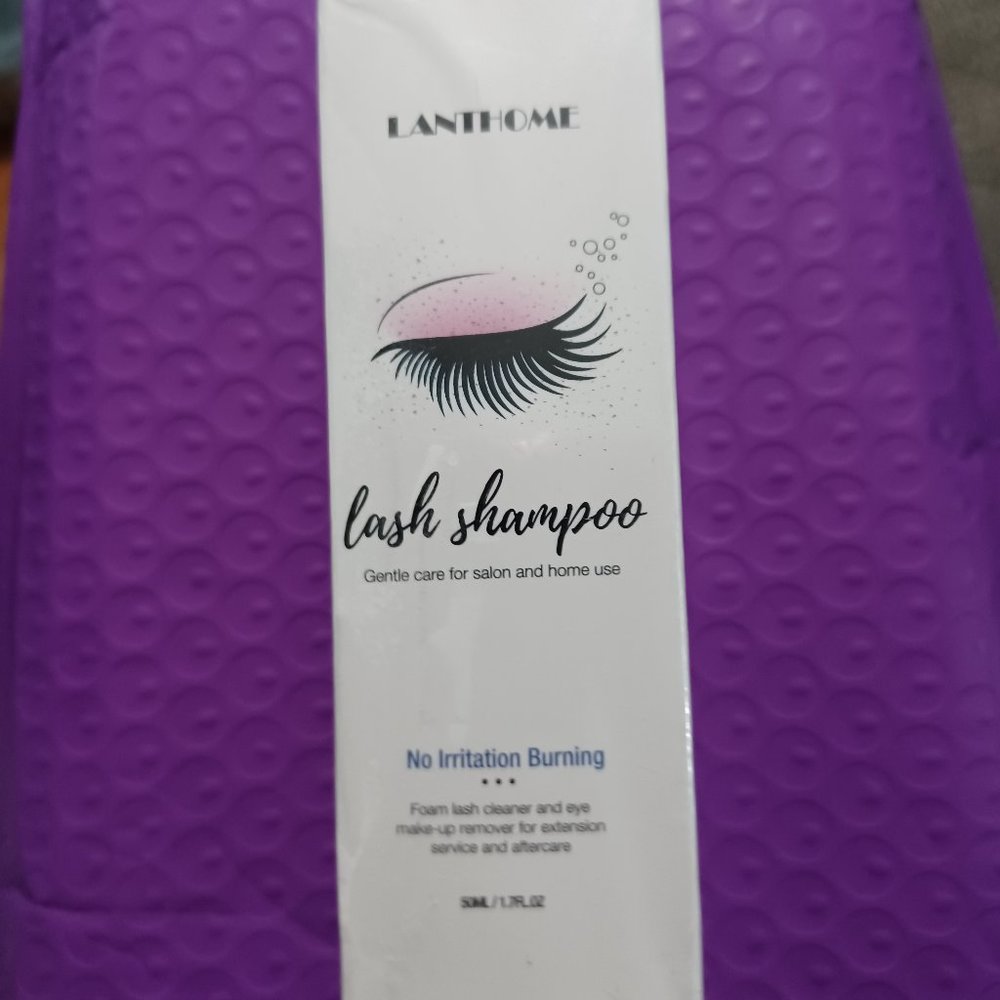 LANTHOME
lash shampoo
Gentle care for salon and home use
No Irritation Burning
Foam lash cleaner and eye
make-up remover for extension
service and aftercare
50ML / 1.7FL.OZ